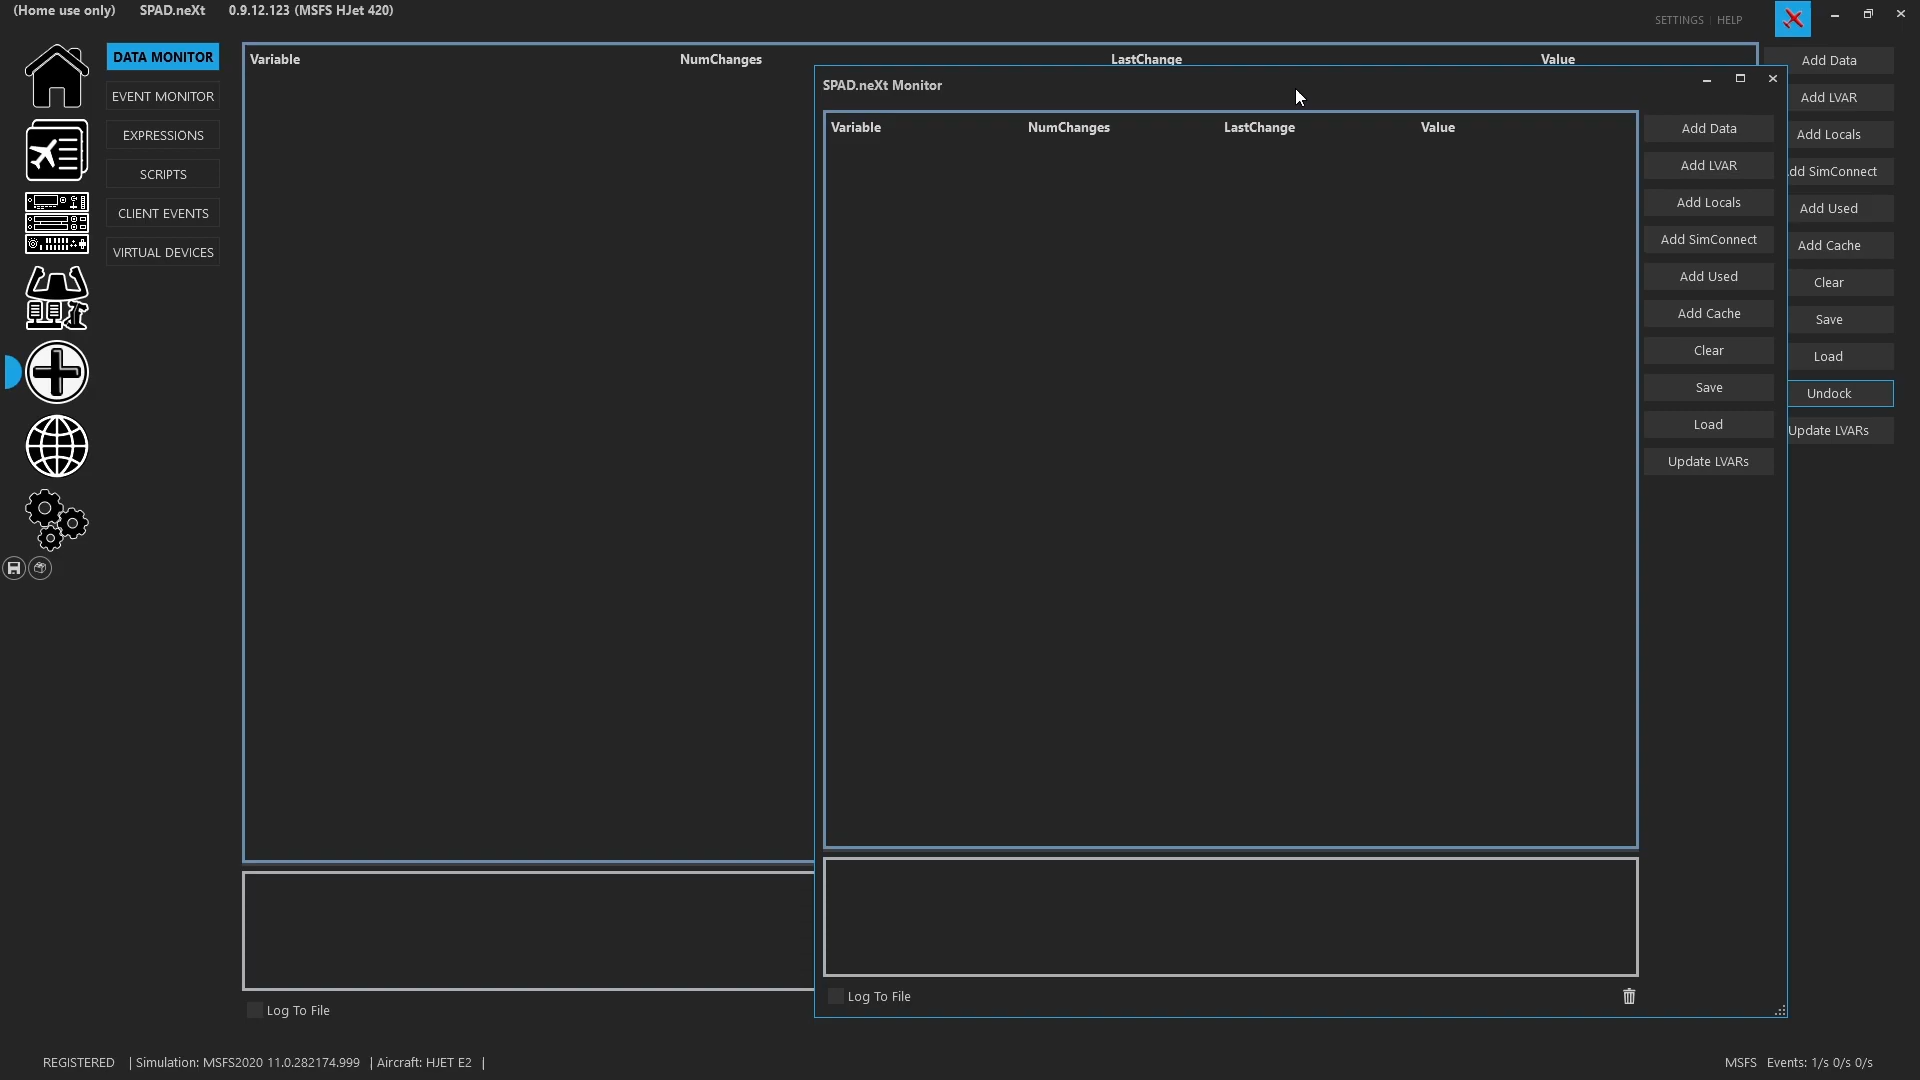 (Home use only) SPAD.neXt 0.9.12.123 (MSFS HJet 420)
SETTINGS | HELP
DATA MONITOR
EVENT MONITOR
EXPRESSIONS
SCRIPTS
CLIENT EVENTS
VIRTUAL DEVICES
Variable NumChanges LastChange Value
Add Data
Add LVAR
Add Locals
dd SimConnect
Add Used
Add Cache
Clear
Save
Load
Undock
Update LVARs
Log To File
SPAD.neXt Monitor
Variable NumChanges LastChange Value
Add Data
Add LVAR
Add Locals
Add SimConnect
Add Used
Add Cache
Clear
Save
Load
Update LVARs
Log To File
REGISTERED | Simulation: MSFS2020 11.0.282174.999 | Aircraft: HJET E2 |
MSFS Events: 1/s 0/s 0/s